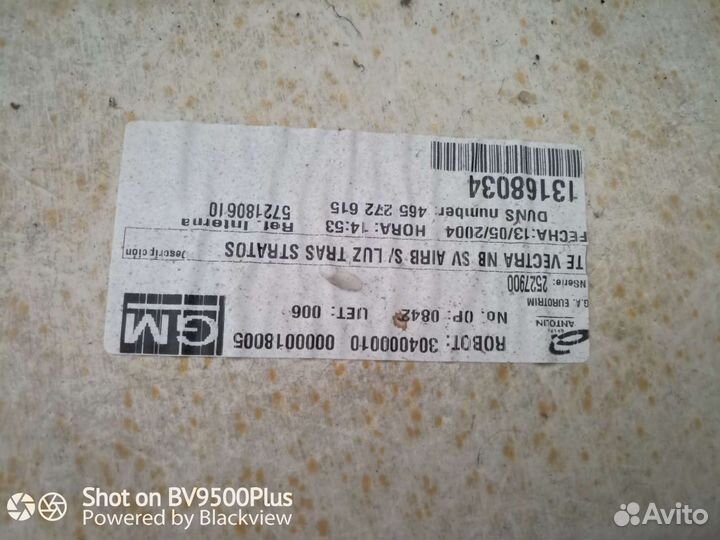 ROBOT: 304000010 0000018005
GRUPO
ANTOLIN
G.A. EUROTRIM
No. OP: 0842 UET: 006
GM
NSerie: 2527900
Descripción
TE VECTRA NB SV AIRB S/ LUZ TRAS STRATOS
FECHA:13/05/2004 HORA: 14:53 Ref. Interna
DUNS number: 465 272 615 572180610
13168034
Shot on BV9500Plus
Powered by Blackview
Avito